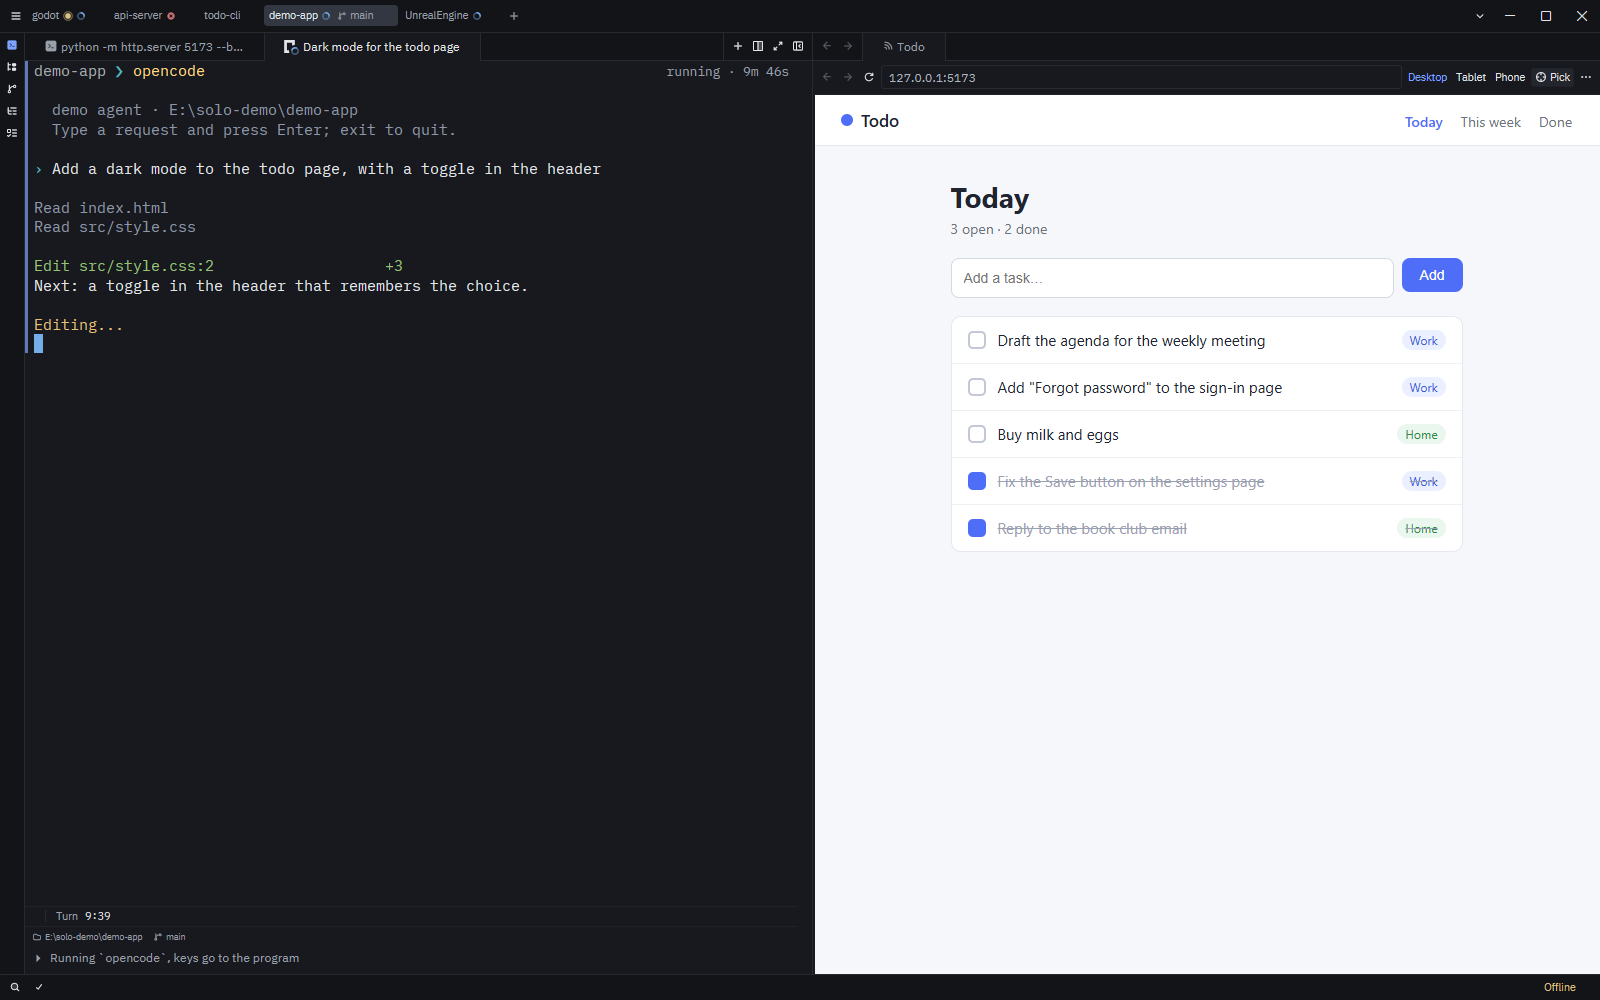 godot
api-server
todo-cli
demo-app main
UnrealEngine
python -m http.server 5173 --b...
Dark mode for the todo page
Todo
demo-app ❯ opencode
running · 9m 46s
127.0.0.1:5173
Desktop Tablet Phone Pick
demo agent · E:\solo-demo\demo-app
Type a request and press Enter; exit to quit.
› Add a dark mode to the todo page, with a toggle in the header
Read index.html
Read src/style.css
Edit src/style.css:2 +3
Next: a toggle in the header that remembers the choice.
Editing...
Turn 9:39
E:\solo-demo\demo-app main
Running `opencode`, keys go to the program
Todo
Today This week Done
Today
3 open · 2 done
Add a task...
Add
Draft the agenda for the weekly meeting Work
Add "Forgot password" to the sign-in page Work
Buy milk and eggs Home
Fix the Save button on the settings page Work
Reply to the book club email Home
Offline